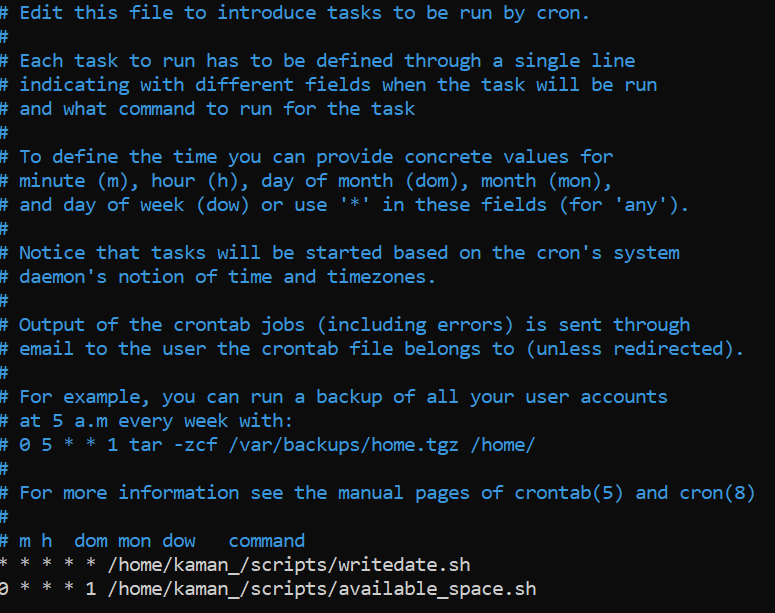 # Edit this file to introduce tasks to be run by cron.
#
# Each task to run has to be defined through a single line
# indicating with different fields when the task will be run
# and what command to run for the task
#
# To define the time you can provide concrete values for
# minute (m), hour (h), day of month (dom), month (mon),
# and day of week (dow) or use '*' in these fields (for 'any').
#
# Notice that tasks will be started based on the cron's system
# daemon's notion of time and timezones.
#
# Output of the crontab jobs (including errors) is sent through
# email to the user the crontab file belongs to (unless redirected).
#
# For example, you can run a backup of all your user accounts
# at 5 a.m every week with:
# 0 5 * * 1 tar -zcf /var/backups/home.tgz /home/
#
# For more information see the manual pages of crontab(5) and cron(8)
#
# m h  dom mon dow   command
* * * * * /home/kaman_/scripts/writedate.sh
0 * * * 1 /home/kaman_/scripts/available_space.sh